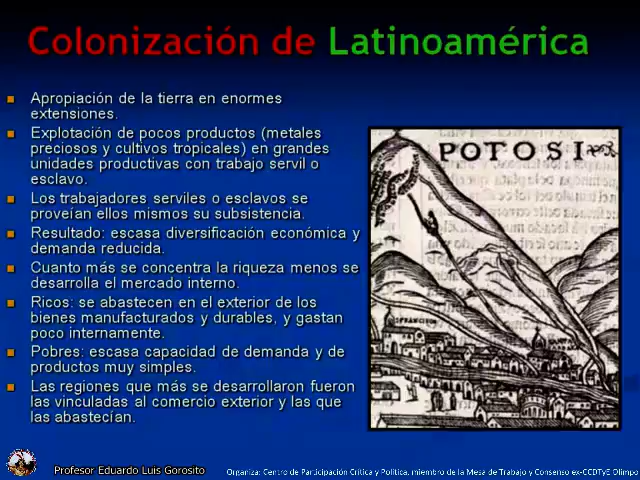 Colonización de Latinoamérica
Apropiación de la tierra en enormes
extensiones.
Explotación de pocos productos (metales
preciosos y cultivos tropicales) en grandes
unidades productivas con trabajo servil o
esclavo.
Los trabajadores serviles o esclavos se
proveían ellos mismos su subsistencia.
Resultado: escasa diversificación económica y
demanda reducida.
Cuanto más se concentra la riqueza menos se
desarrolla el mercado interno.
Ricos: se abastecen en el exterior de los
bienes manufacturados y durables, y gastan
poco internamente.
Pobres: escasa capacidad de demanda y de
productos muy simples.
Las regiones que más se desarrollaron fueron
las vinculadas al comercio exterior y las que
las abastecían.
POTOSI
Profesor Eduardo Luis Gorosito
Organiza: Centro de Participación Crítica y Política, miembro de la Mesa de Trabajo y Consenso ex-CCDTyE Olimpo